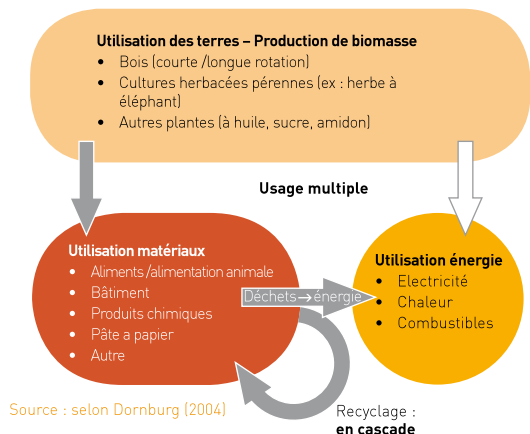 Utilisation des terres – Production de biomasse
• Bois (courte /longue rotation)
• Cultures herbacées pérennes (ex : herbe à
éléphant)
• Autres plantes (à huile, sucre, amidon)
Usage multiple
Utilisation matériaux
• Aliments /alimentation animale
• Bâtiment
• Produits chimiques
• Pâte a papier
• Autre
Déchets → énergie
Utilisation énergie
• Electricité
• Chaleur
• Combustibles
Source : selon Dornburg (2004)
Recyclage :
en cascade